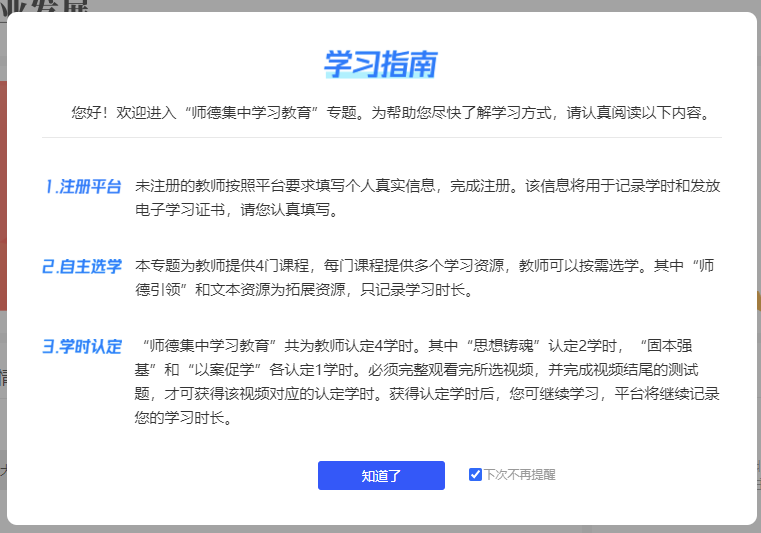 业发展
学习指南
您好！欢迎进入“师德集中学习教育”专题。为帮助您尽快了解学习方式，请认真阅读以下内容。
1.注册平台
未注册的教师按照平台要求填写个人真实信息，完成注册。该信息将用于记录学时和发放
电子学习证书，请您认真填写。
2.自主选学
本专题为教师提供4门课程，每门课程提供多个学习资源，教师可以按需选学。其中“师
德引领”和文本资源为拓展资源，只记录学习时长。
3.学时认定
“师德集中学习教育”共为教师认定4学时。其中“思想铸魂”认定2学时，“固本强
基”和“以案促学”各认定1学时。必须完整观看完所选视频，并完成视频结尾的测试
题，才可获得该视频对应的认定学时。获得认定学时后，您可继续学习，平台将继续记录
您的学习时长。
知道了
下次不再提醒